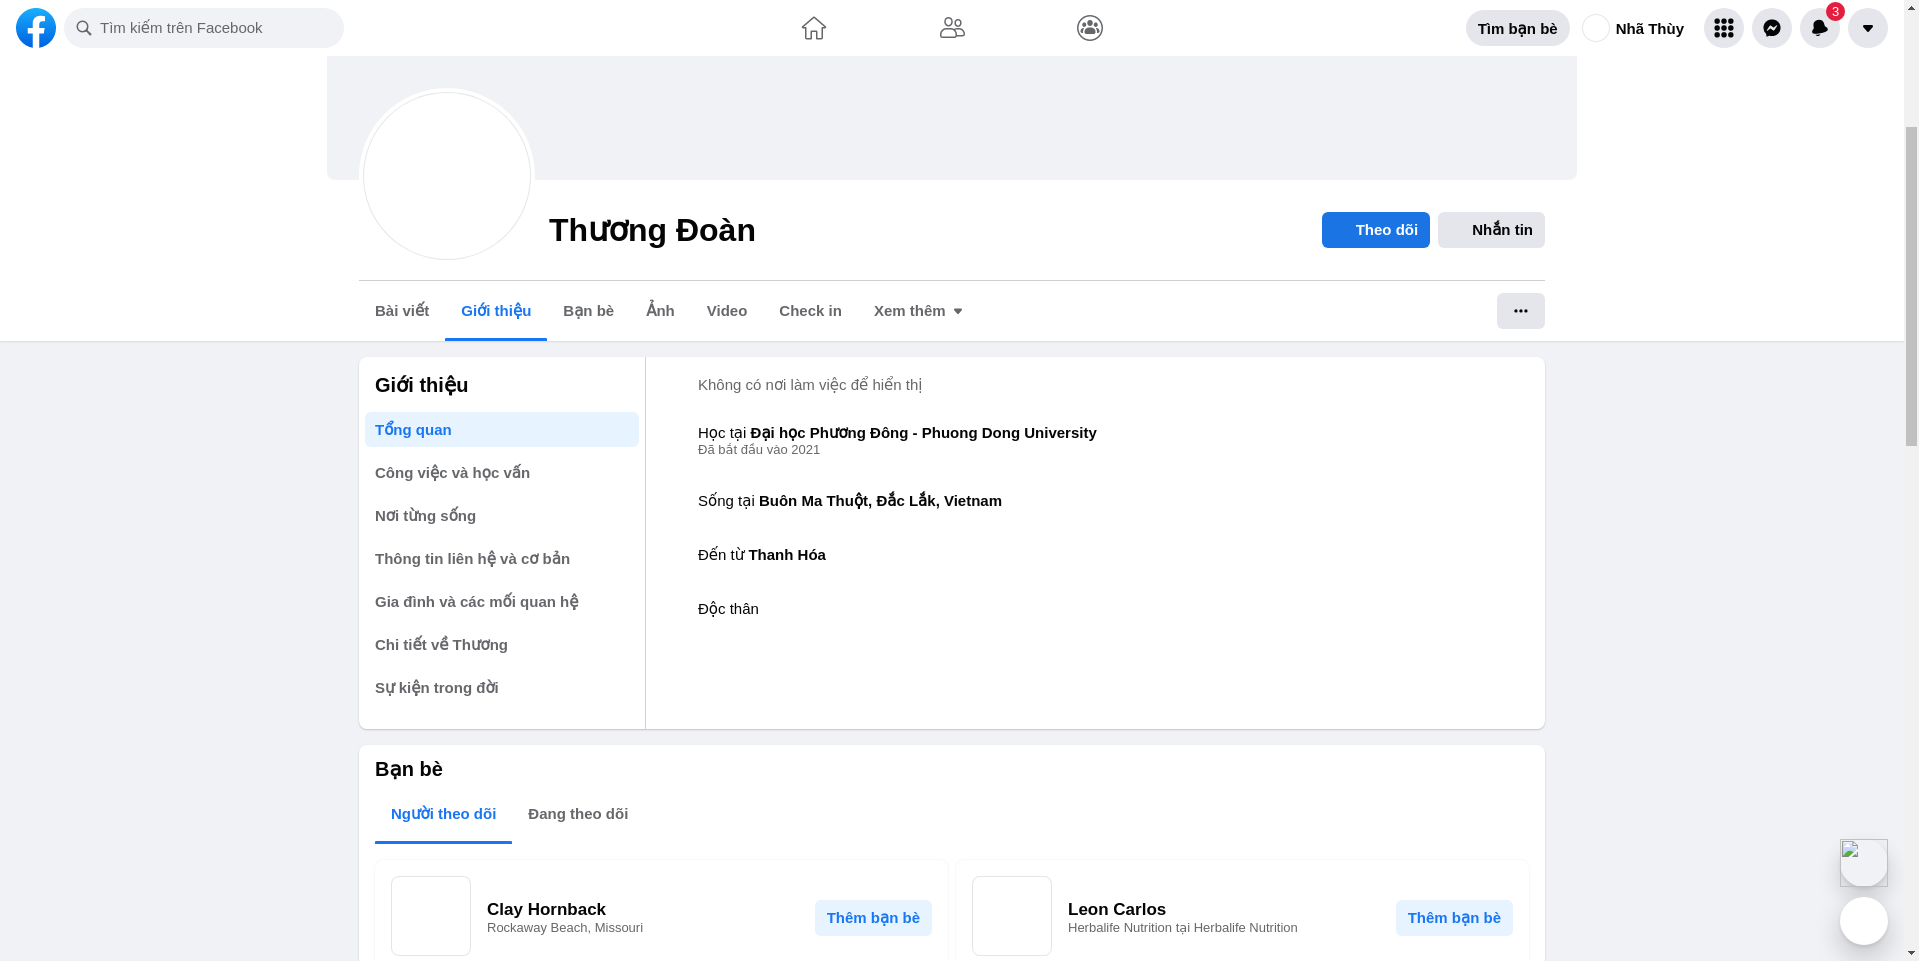 Tìm kiếm trên Facebook
Tìm bạn bè
Nhã Thùy
3
Thương Đoàn
Theo dõi
Nhắn tin
Bài viết
Giới thiệu
Bạn bè
Ảnh
Video
Check in
Xem thêm
Giới thiệu
Tổng quan
Công việc và học vấn
Nơi từng sống
Thông tin liên hệ và cơ bản
Gia đình và các mối quan hệ
Chi tiết về Thương
Sự kiện trong đời
Không có nơi làm việc để hiển thị
Học tại Đại học Phương Đông - Phuong Dong University
Đã bắt đầu vào 2021
Sống tại Buôn Ma Thuột, Đắc Lắk, Vietnam
Đến từ Thanh Hóa
Độc thân
Bạn bè
Người theo dõi
Đang theo dõi
Clay Hornback
Rockaway Beach, Missouri
Thêm bạn bè
Leon Carlos
Herbalife Nutrition tại Herbalife Nutrition
Thêm bạn bè